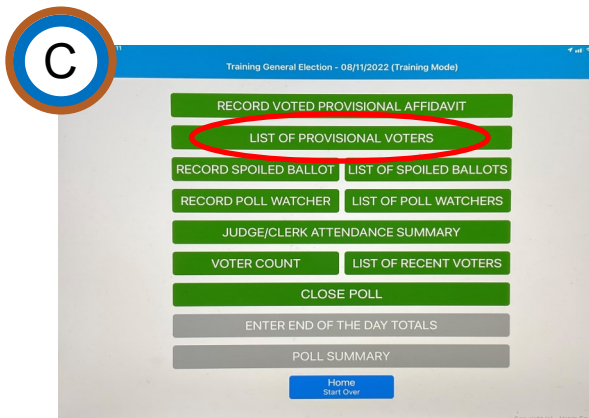 C
11
Training General Election - 08/11/2022 (Training Mode)
RECORD VOTED PROVISIONAL AFFIDAVIT
LIST OF PROVISIONAL VOTERS
RECORD SPOILED BALLOT LIST OF SPOILED BALLOTS
RECORD POLL WATCHER LIST OF POLL WATCHERS
JUDGE/CLERK ATTENDANCE SUMMARY
VOTER COUNT LIST OF RECENT VOTERS
CLOSE POLL
ENTER END OF THE DAY TOTALS
POLL SUMMARY
Home
Start Over